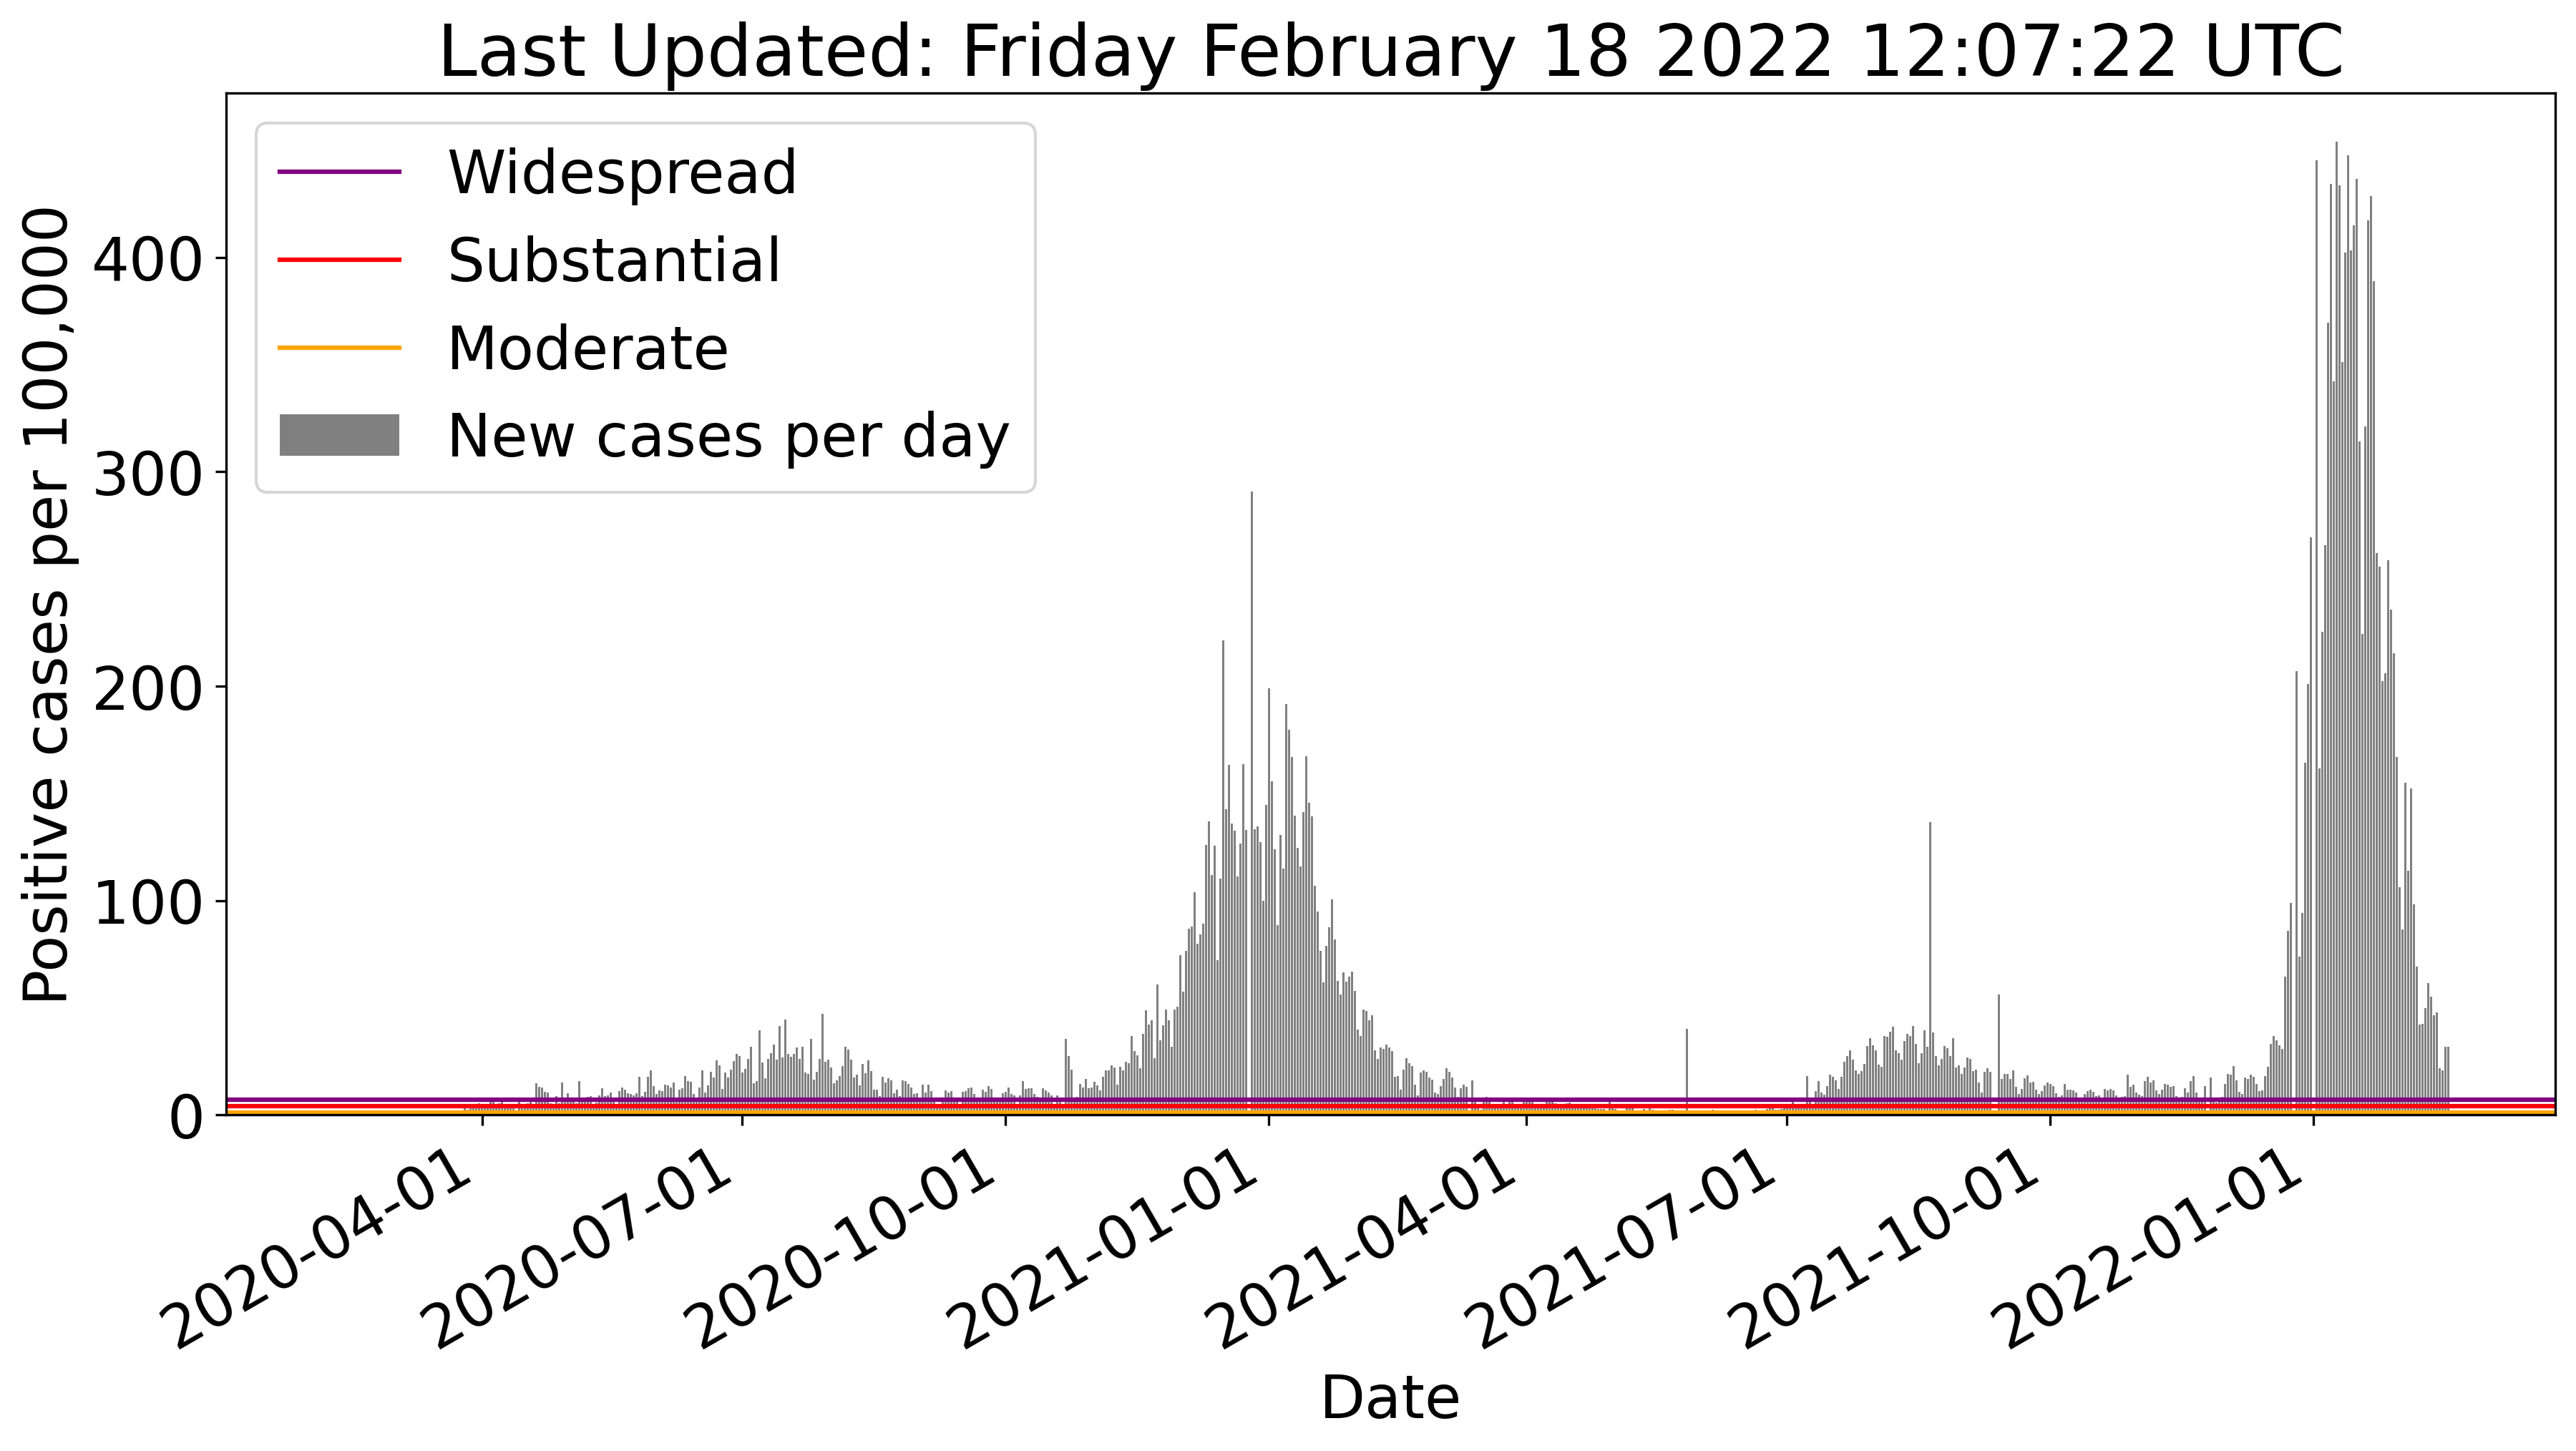 Last Updated: Friday February 18 2022 12:07:22 UTC
Widespread
Substantial
Moderate
New cases per day
Positive cases per 100,000
400
300
200
100
0
2020-04-01
2020-07-01
2020-10-01
2021-01-01
2021-04-01
2021-07-01
2021-10-01
2022-01-01
Date